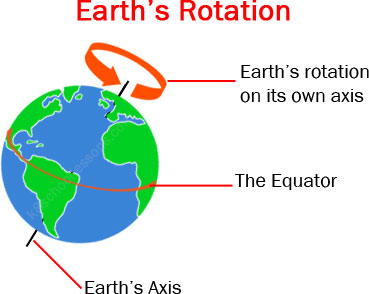 Earth's Rotation
Earth's rotation
on its own axis
The Equator
Earth's Axis